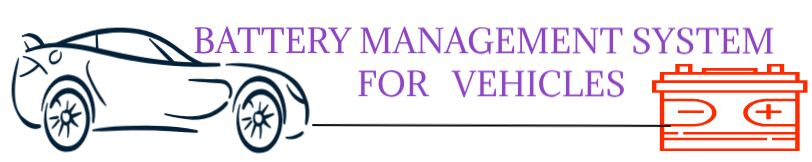 BATTERY MANAGEMENT SYSTEM
FOR VEHICLES